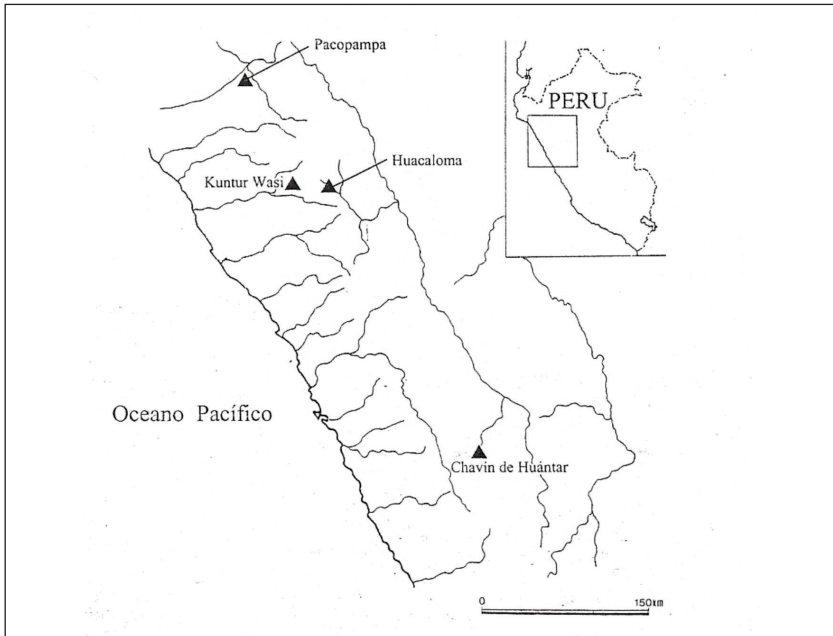 Pacopampa
PERU
Huacaloma
Kuntur Wasi
Oceano Pacífico
Chavín de Huántar
0 150km